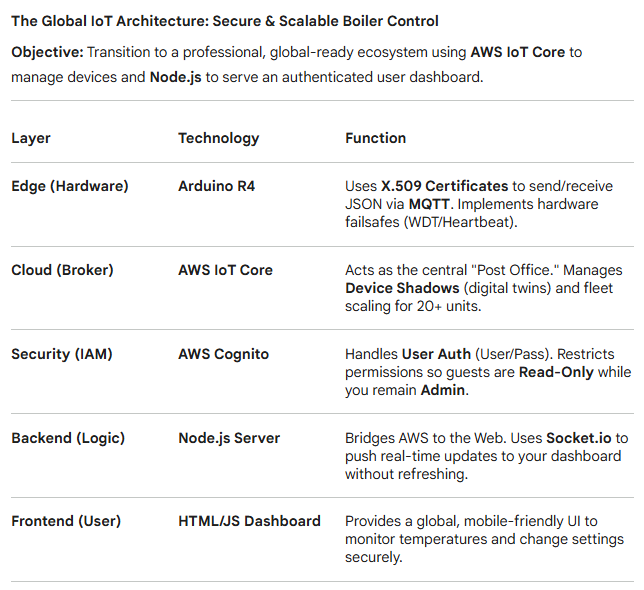 The Global IoT Architecture: Secure & Scalable Boiler Control
Objective: Transition to a professional, global-ready ecosystem using AWS IoT Core to
manage devices and Node.js to serve an authenticated user dashboard.
Layer Technology Function
Edge (Hardware) Arduino R4 Uses X.509 Certificates to send/receive
JSON via MQTT. Implements hardware
failsafes (WDT/Heartbeat).
Cloud (Broker) AWS IoT Core Acts as the central "Post Office." Manages
Device Shadows (digital twins) and fleet
scaling for 20+ units.
Security (IAM) AWS Cognito Handles User Auth (User/Pass). Restricts
permissions so guests are Read-Only while
you remain Admin.
Backend (Logic) Node.js Server Bridges AWS to the Web. Uses Socket.io to
push real-time updates to your dashboard
without refreshing.
Frontend (User) HTML/JS Dashboard Provides a global, mobile-friendly UI to
monitor temperatures and change settings
securely.